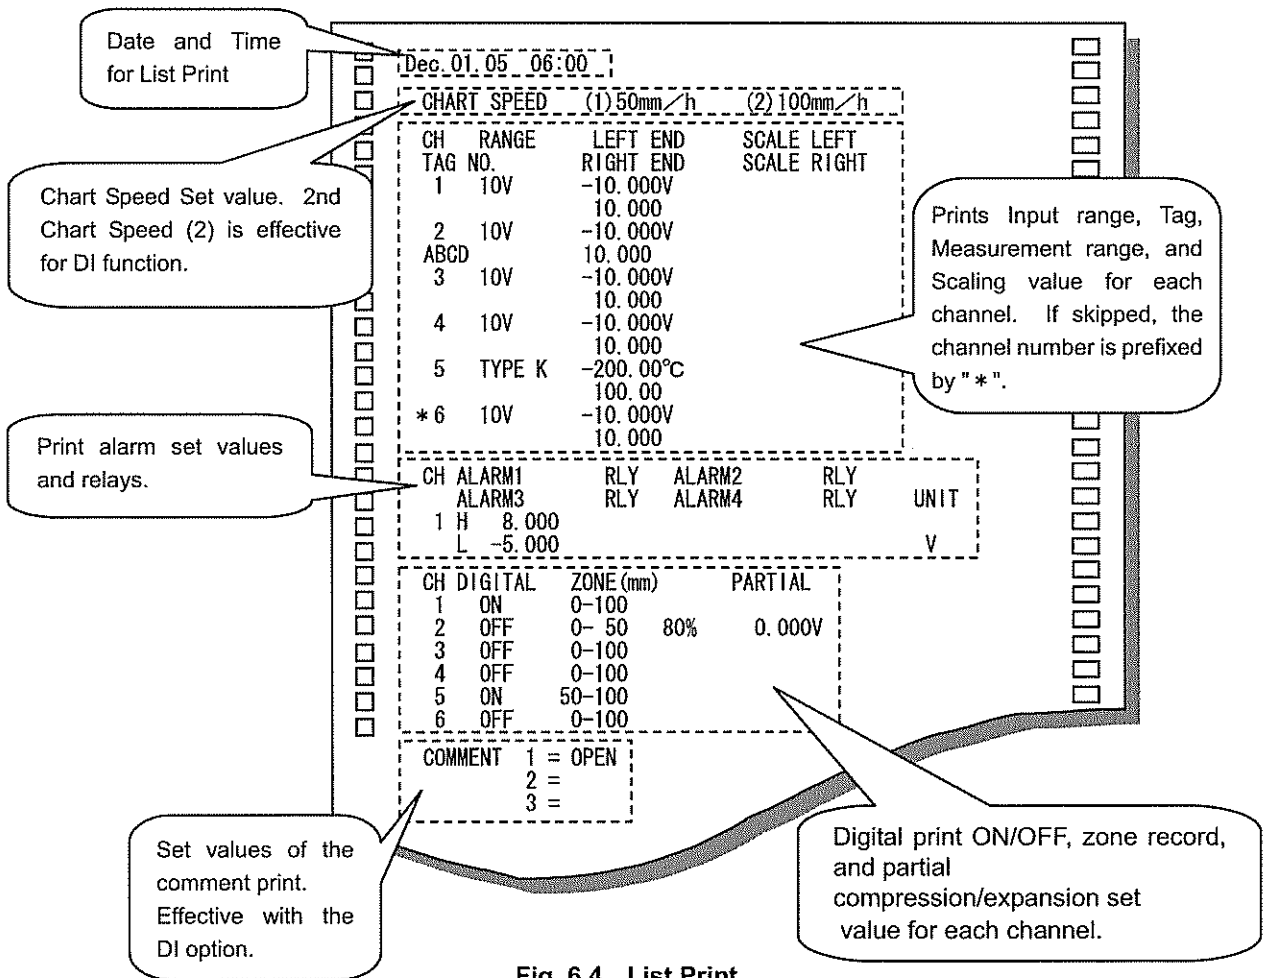 Date and Time
for List Print
Dec.01.05 06:00
CHART SPEED (1)50mm/h (2)100mm/h
CH RANGE LEFT END SCALE LEFT
TAG NO. RIGHT END SCALE RIGHT
1 10V -10.000V
10.000
2 10V -10.000V
ABCD 10.000
3 10V -10.000V
10.000
4 10V -10.000V
10.000
5 TYPE K -200.00℃
100.00
*6 10V -10.000V
10.000
Chart Speed Set value. 2nd
Chart Speed (2) is effective
for DI function.
Prints Input range, Tag,
Measurement range, and
Scaling value for each
channel. If skipped, the
channel number is prefixed
by "*".
Print alarm set values
and relays.
CH ALARM1 RLY ALARM2 RLY
ALARM3 RLY ALARM4 RLY UNIT
1 H 8.000
L -5.000 V
CH DIGITAL ZONE(mm) PARTIAL
1 ON 0-100
2 OFF 0- 50 80% 0.000V
3 OFF 0-100
4 OFF 0-100
5 ON 50-100
6 OFF 0-100
COMMENT 1 = OPEN
2 =
3 =
Set values of the
comment print.
Effective with the
DI option.
Digital print ON/OFF, zone record,
and partial
compression/expansion set
value for each channel.
Fig. 6.4 List Print